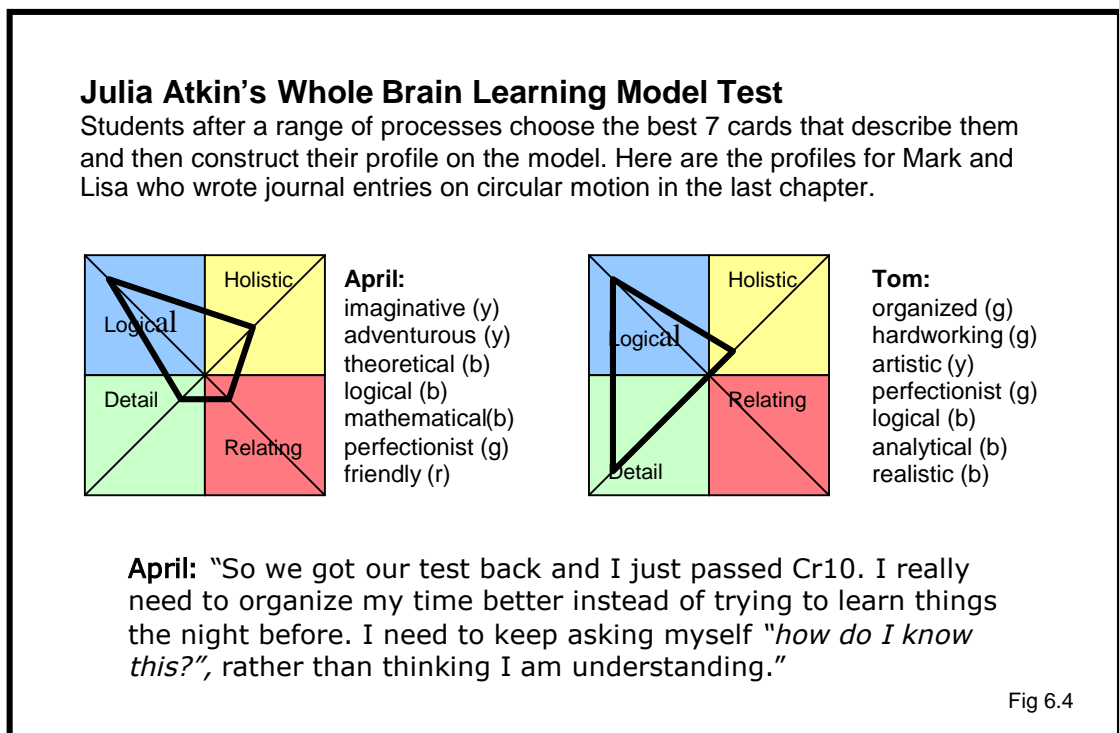 Julia Atkin's Whole Brain Learning Model Test
Students after a range of processes choose the best 7 cards that describe them
and then construct their profile on the model. Here are the profiles for Mark and
Lisa who wrote journal entries on circular motion in the last chapter.
Holistic
Logical
Detail
Relating
April:
imaginative (y)
adventurous (y)
theoretical (b)
logical (b)
mathematical(b)
perfectionist (g)
friendly (r)
Holistic
Logical
Relating
Detail
Tom:
organized (g)
hardworking (g)
artistic (y)
perfectionist (g)
logical (b)
analytical (b)
realistic (b)
April: “So we got our test back and I just passed Cr10. I really
need to organize my time better instead of trying to learn things
the night before. I need to keep asking myself “how do I know
this?”, rather than thinking I am understanding.”
Fig 6.4